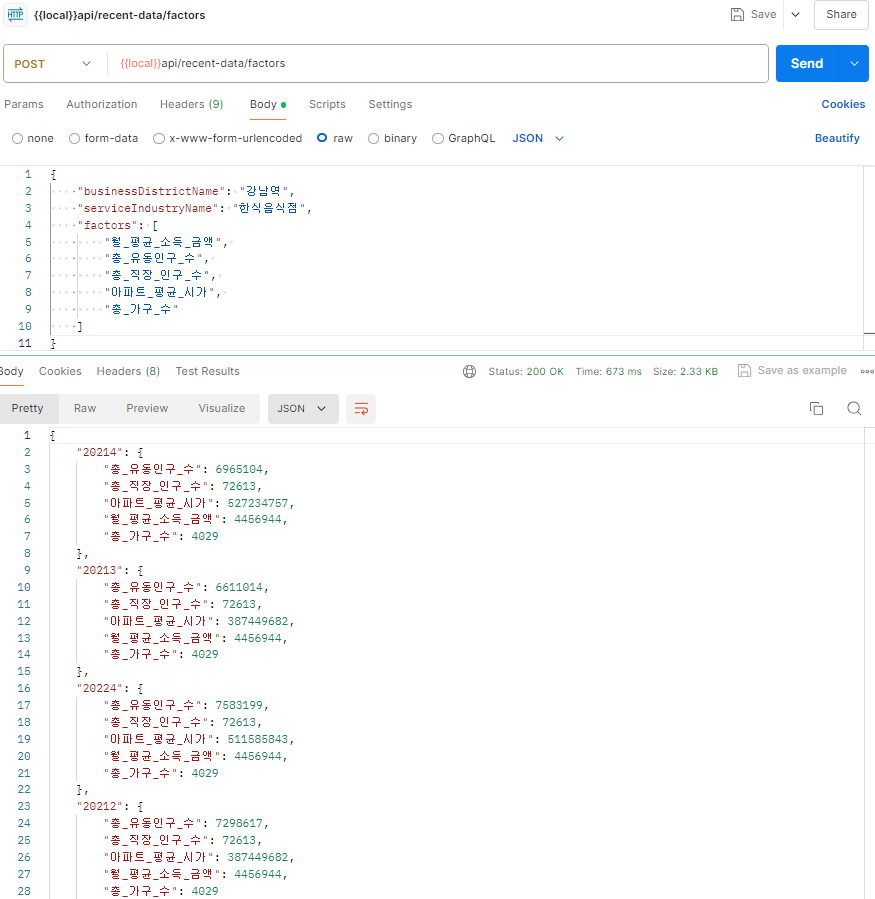 HTTP {{local}}api/recent-data/factors Save Share
POST {{local}}api/recent-data/factors Send
Params Authorization Headers (9) Body Scripts Settings Cookies
none form-data x-www-form-urlencoded raw binary GraphQL JSON Beautify
1 {
2 "businessDistrictName": "강남역",
3 "serviceIndustryName": "한식음식점",
4 "factors": [
5 "월_평균_소득_금액",
6 "총_유동인구_수",
7 "총_직장_인구_수",
8 "아파트_평균_시가",
9 "총_가구_수"
10 ]
11 }
Body Cookies Headers (8) Test Results Status: 200 OK Time: 673 ms Size: 2.33 KB Save as example
Pretty Raw Preview Visualize JSON
1 {
2 "20214": {
3 "총_유동인구_수": 6965104,
4 "총_직장_인구_수": 72613,
5 "아파트_평균_시가": 527234757,
6 "월_평균_소득_금액": 4456944,
7 "총_가구_수": 4029
8 },
9 "20213": {
10 "총_유동인구_수": 6611014,
11 "총_직장_인구_수": 72613,
12 "아파트_평균_시가": 387449682,
13 "월_평균_소득_금액": 4456944,
14 "총_가구_수": 4029
15 },
16 "20224": {
17 "총_유동인구_수": 7583199,
18 "총_직장_인구_수": 72613,
19 "아파트_평균_시가": 511585843,
20 "월_평균_소득_금액": 4456944,
21 "총_가구_수": 4029
22 },
23 "20212": {
24 "총_유동인구_수": 7298617,
25 "총_직장_인구_수": 72613,
26 "아파트_평균_시가": 387449682,
27 "월_평균_소득_금액": 4456944,
28 "총_가구_수": 4029